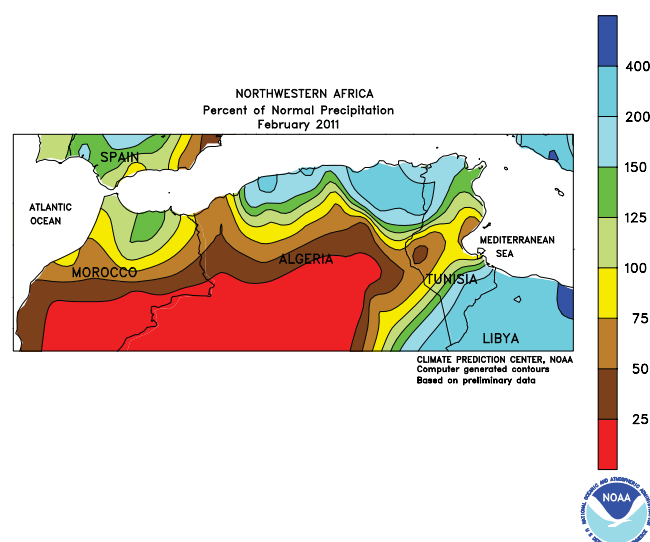 NORTHWESTERN AFRICA
Percent of Normal Precipitation
February 2011
SPAIN
ATLANTIC
OCEAN
MEDITERRANEAN
SEA
MOROCCO
ALGERIA
TUNISIA
LIBYA
CLIMATE PREDICTION CENTER, NOAA
Computer generated contours
Based on preliminary data
400
200
150
125
100
75
50
25
NOAA